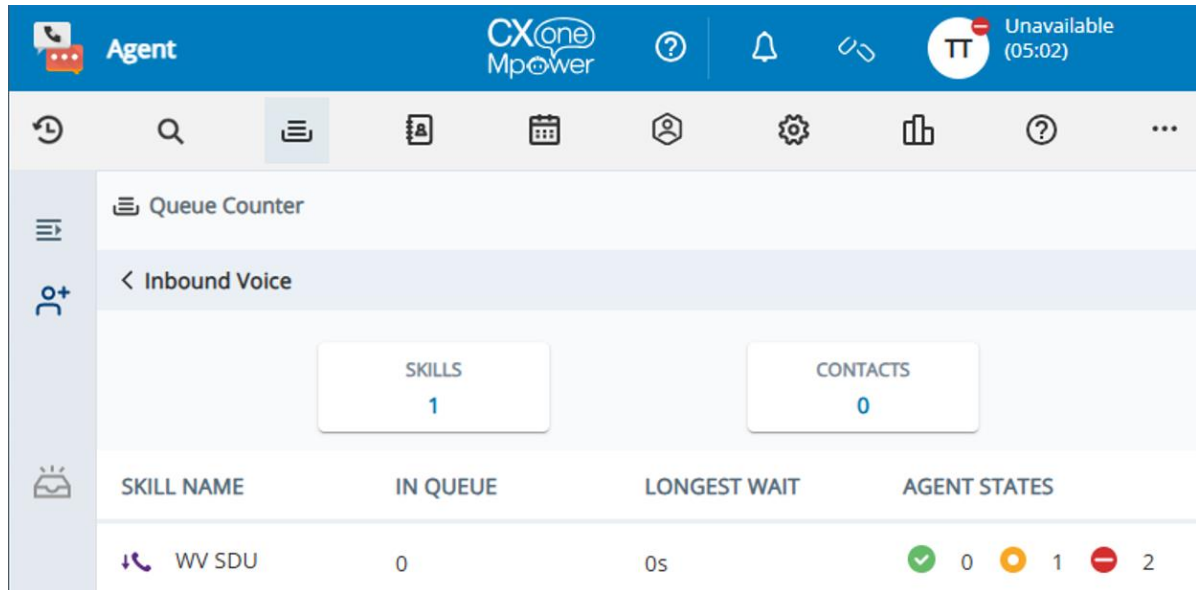 Agent
CXone
Mpower
TT
Unavailable
(05:02)
Queue Counter
< Inbound Voice
SKILLS
1
CONTACTS
0
SKILL NAME IN QUEUE LONGEST WAIT AGENT STATES
WV SDU 0 0s 0 1 2